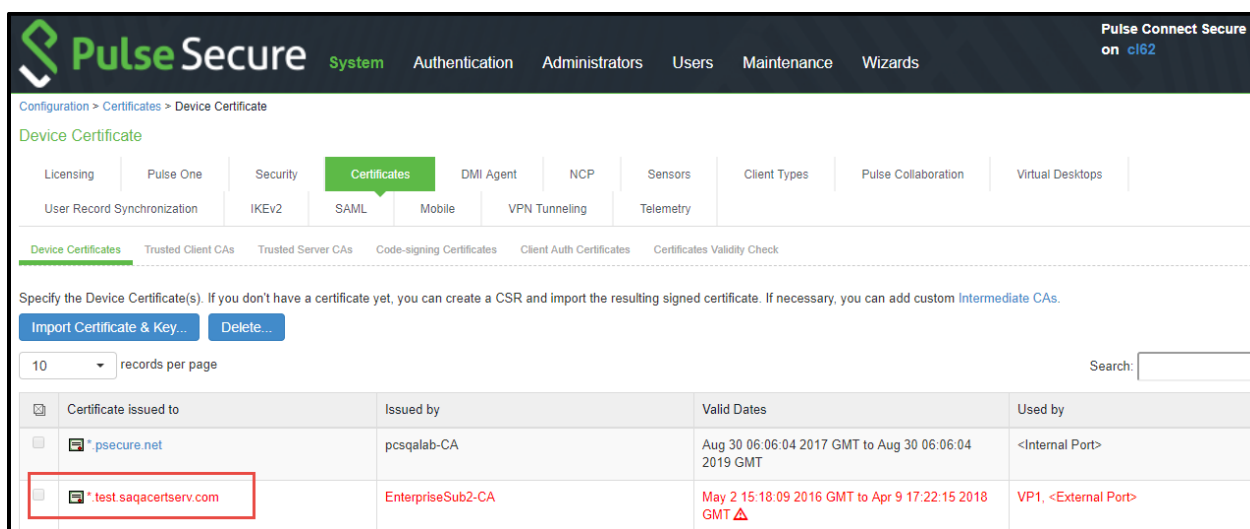 Pulse Secure
System Authentication Administrators Users Maintenance Wizards
Pulse Connect Secure
on cl62
Configuration > Certificates > Device Certificate
Device Certificate
Licensing Pulse One Security Certificates DMI Agent NCP Sensors Client Types Pulse Collaboration Virtual Desktops
User Record Synchronization IKEv2 SAML Mobile VPN Tunneling Telemetry
Device Certificates Trusted Client CAs Trusted Server CAs Code-signing Certificates Client Auth Certificates Certificates Validity Check
Specify the Device Certificate(s). If you don't have a certificate yet, you can create a CSR and import the resulting signed certificate. If necessary, you can add custom Intermediate CAs.
Import Certificate & Key... Delete...
10 records per page Search:
Certificate issued to Issued by Valid Dates Used by
*.psecure.net pcsqalab-CA Aug 30 06:06:04 2017 GMT to Aug 30 06:06:04 <Internal Port>
2019 GMT
*.test.saqacertserv.com EnterpriseSub2-CA May 2 15:18:09 2016 GMT to Apr 9 17:22:15 2018 VP1, <External Port>
GMT